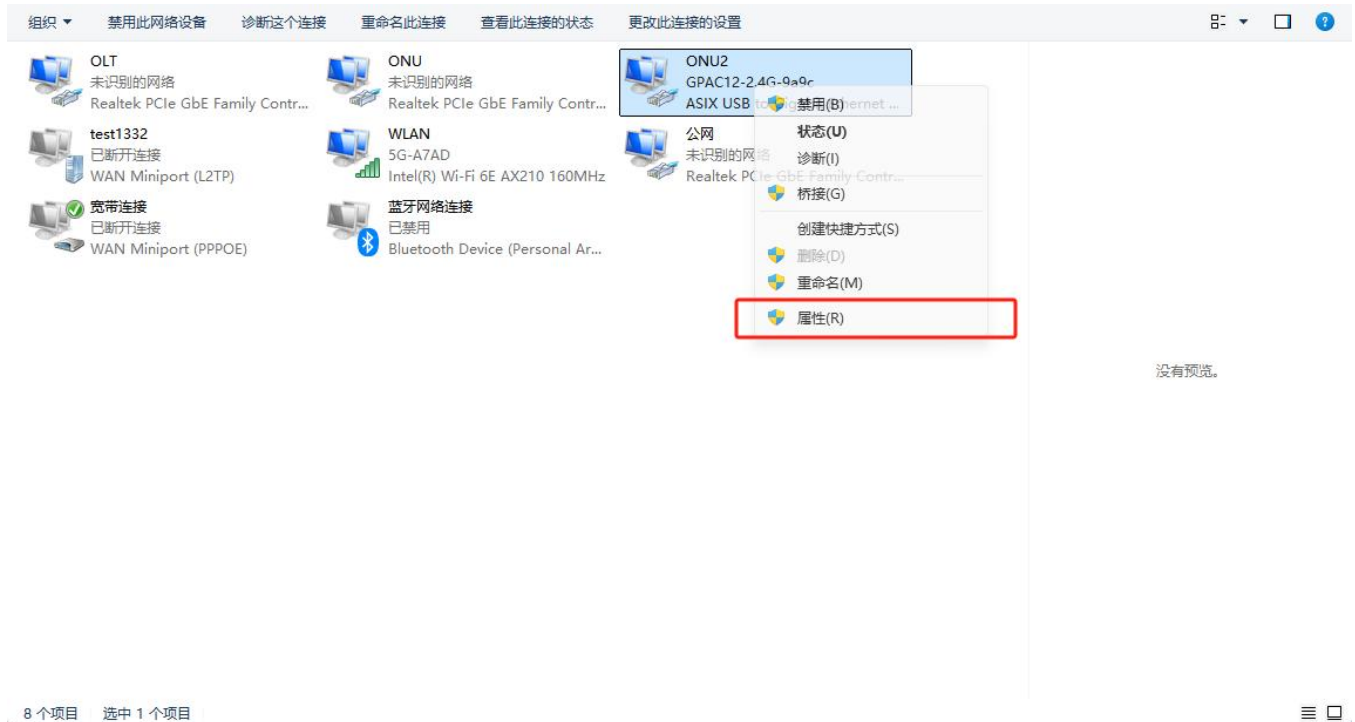 组织 禁用此网络设备 诊断这个连接 重命名此连接 查看此连接的状态 更改此连接的设置
OLT
未识别的网络
Realtek PCIe GbE Family Contr...
ONU
未识别的网络
Realtek PCIe GbE Family Contr...
ONU2
GPAC12-2.4G-9a9c
ASIX USB to Gigabit Ethernet ...
test1332
已断开连接
WAN Miniport (L2TP)
WLAN
5G-A7AD
Intel(R) Wi-Fi 6E AX210 160MHz
公网
未识别的网络
Realtek PCIe GbE Family Contr...
宽带连接
已断开连接
WAN Miniport (PPPOE)
蓝牙网络连接
已禁用
Bluetooth Device (Personal Ar...
禁用(B)
状态(U)
诊断(I)
桥接(G)
创建快捷方式(S)
删除(D)
重命名(M)
属性(R)
没有预览。
8 个项目 选中 1 个项目